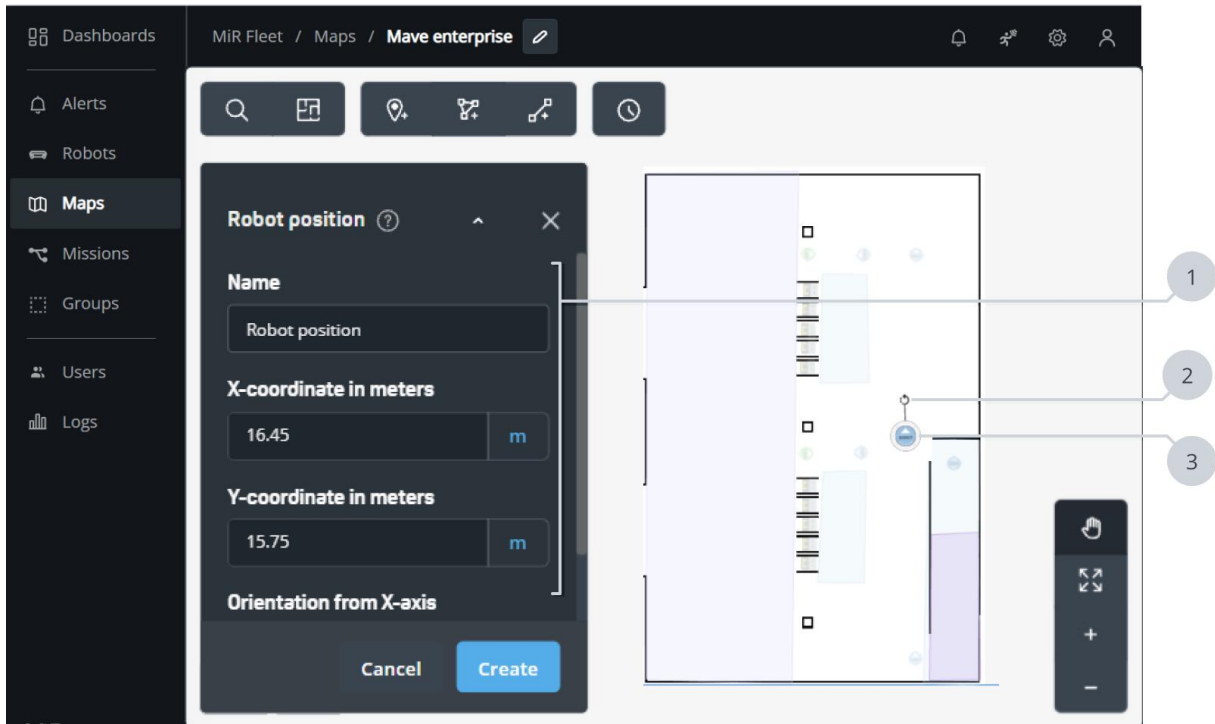 Dashboards
MiR Fleet / Maps / Mave enterprise
Alerts
Robots
Maps
Missions
Groups
Users
Logs
Robot position ?
Name
Robot position
X-coordinate in meters
16.45 m
Y-coordinate in meters
15.75 m
Orientation from X-axis
Cancel Create
1
2
3